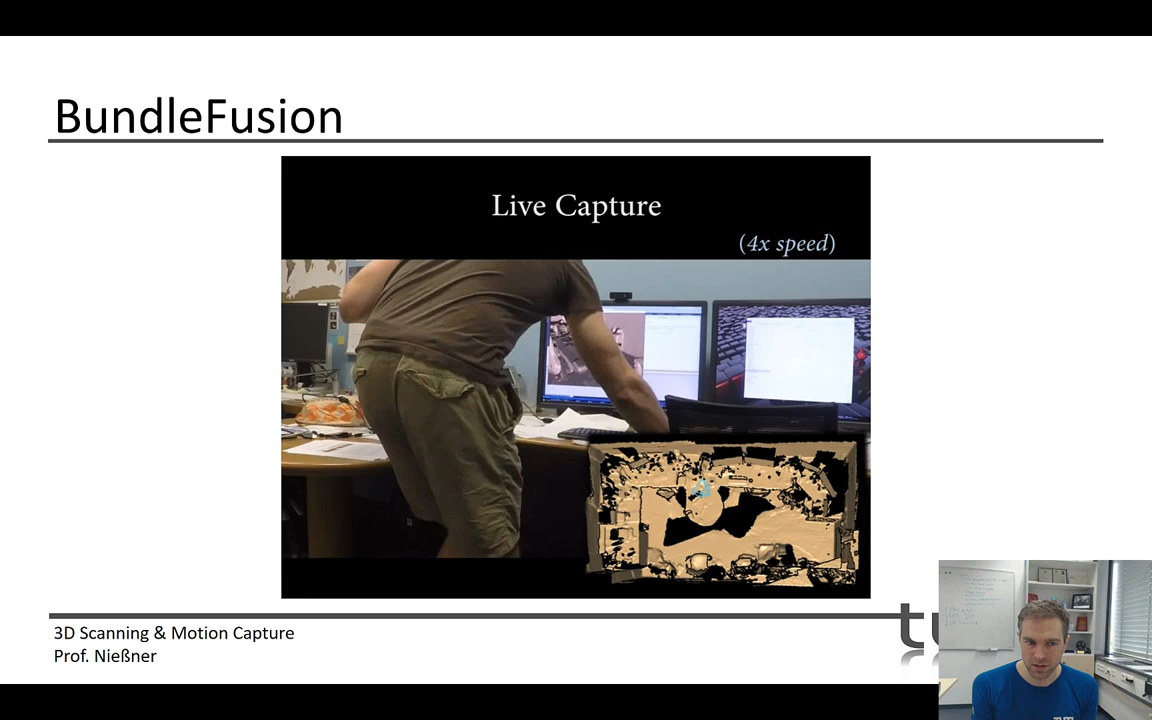 BundleFusion
Live Capture
(4x speed)
3D Scanning & Motion Capture
Prof. Nießner